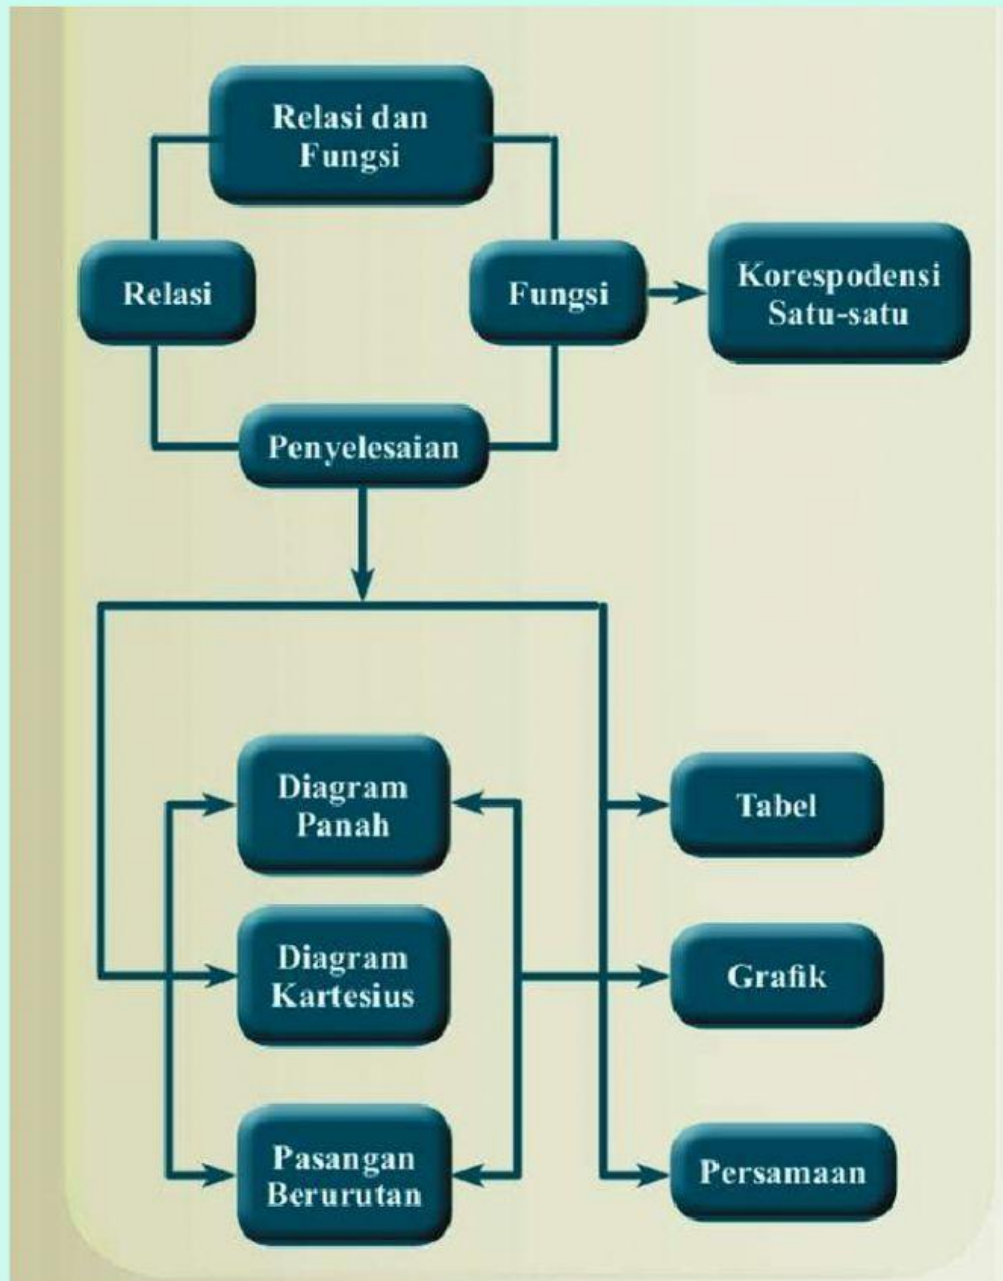 Relasi dan
Fungsi
Relasi
Fungsi
Korespodensi
Satu-satu
Penyelesaian
Diagram
Panah
Tabel
Diagram
Kartesius
Grafik
Pasangan
Berurutan
Persamaan